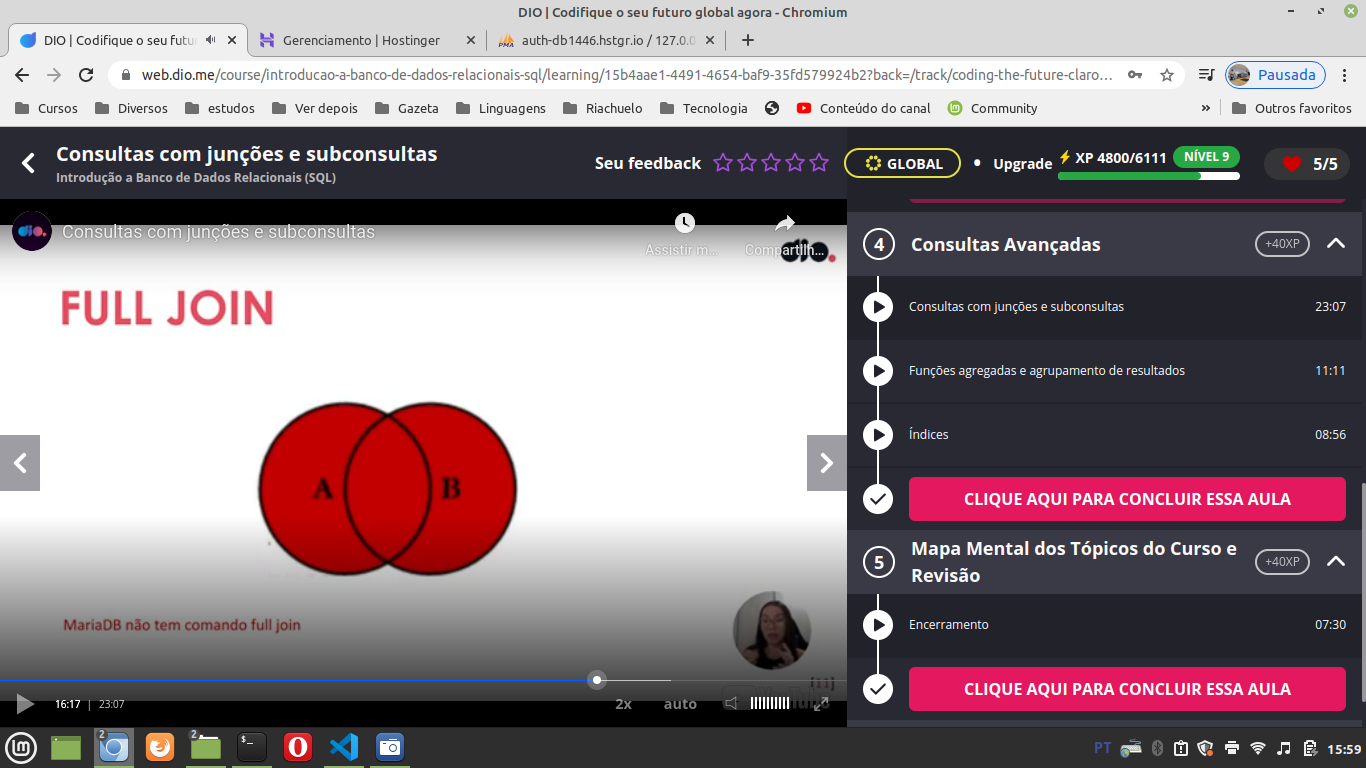 DIO | Codifique o seu futuro global agora - Chromium
DIO | Codifique o seu futu
Gerenciamento | Hostinger
auth-db1446.hstgr.io / 127.0.0
web.dio.me/course/introducao-a-banco-de-dados-relacionais-sql/learning/15b4aae1-4491-4654-baf9-35fd579924b2?back=/track/coding-the-future-claro...
Pausada
Cursos
Diversos
estudos
Ver depois
Gazeta
Linguagens
Riachuelo
Tecnologia
Conteúdo do canal
Community
»
Outros favoritos
Consultas com junções e subconsultas
Introdução a Banco de Dados Relacionais (SQL)
Seu feedback
GLOBAL
• Upgrade
XP 4800/6111
NÍVEL 9
5/5
dio.
Consultas com junções e subconsultas
Assistir m...
Compartilh...
dio.
FULL JOIN
A
B
MariaDB não tem comando full join
[11]
16:17 | 23:07
2x
auto
4
Consultas Avançadas
+40XP
Consultas com junções e subconsultas
23:07
Funções agregadas e agrupamento de resultados
11:11
Índices
08:56
CLIQUE AQUI PARA CONCLUIR ESSA AULA
5
Mapa Mental dos Tópicos do Curso e
Revisão
+40XP
Encerramento
07:30
CLIQUE AQUI PARA CONCLUIR ESSA AULA
2
2
$_
PT
15:59